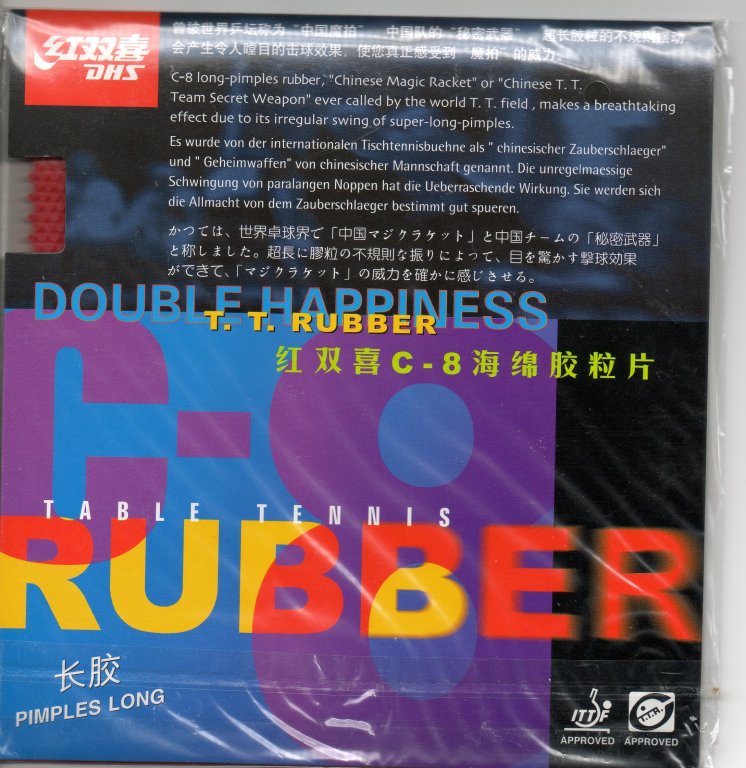 红双喜
DHS
曾被世界乒坛称为“中国魔拍”、中国队的“秘密武器”，超长胶粒的不规则摆动
会产生令人瞠目的击球效果，使您真正感受到“魔拍”的威力。
C-8 long-pimples rubber, "Chinese Magic Racket" or "Chinese T. T.
Team Secret Weapon" ever called by the world T. T. field , makes a breathtaking
effect due to its irregular swing of super-long-pimples.
Es wurde von der internationalen Tischtennisbuehne als " chinesischer Zauberschlaeger"
und " Geheimwaffen" von chinesischer Mannschaft genannt. Die unregelmaessige
Schwingung von paralangen Noppen hat die Ueberraschende Wirkung. Sie werden sich
die Allmacht von dem Zauberschlaeger bestimmt gut spueren.
かつては、世界卓球界で「中国マジクラケット」と中国チームの「秘密武器」
と称しました。超長に膠粒の不規則な振りによつて、目を驚かす撃球効果
ができて、「マジクラケット」の威力を確かに感じさせる。
DOUBLE HAPPINESS
T. T. RUBBER
红双喜C-8海绵胶粒片
C-8
TABLE TENNIS
RUBBER
长胶
PIMPLES LONG
ITTF
APPROVED
T.T.R.
APPROVED